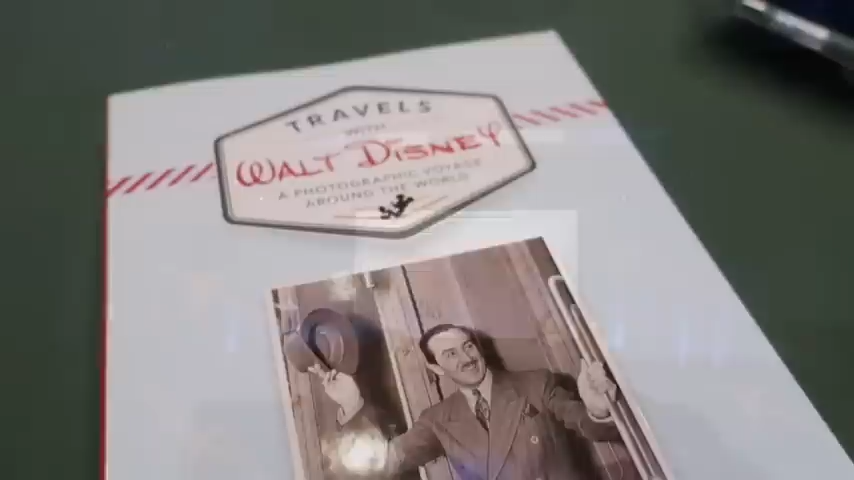 TRAVELS
WITH
WALT DISNEY
A PHOTOGRAPHIC VOYAGE
AROUND THE WORLD